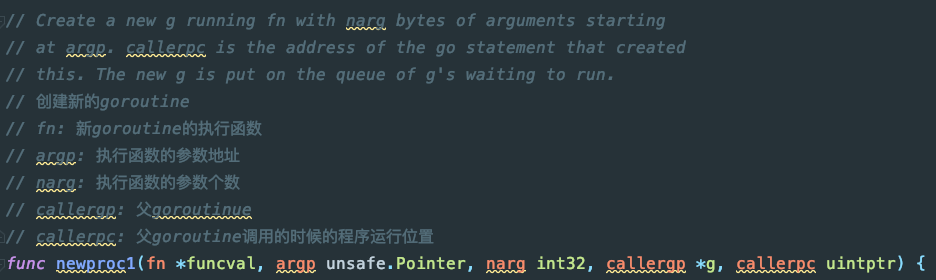 // Create a new g running fn with narg bytes of arguments starting
// at argp. callerpc is the address of the go statement that created
// this. The new g is put on the queue of g's waiting to run.
// 创建新的goroutine
// fn: 新goroutine的执行函数
// argp: 执行函数的参数地址
// narg: 执行函数的参数个数
// callergp: 父goroutinue
// callerpc: 父goroutine调用的时候的程序运行位置
func newproc1(fn *funcval, argp unsafe.Pointer, narg int32, callergp *g, callerpc uintptr) {